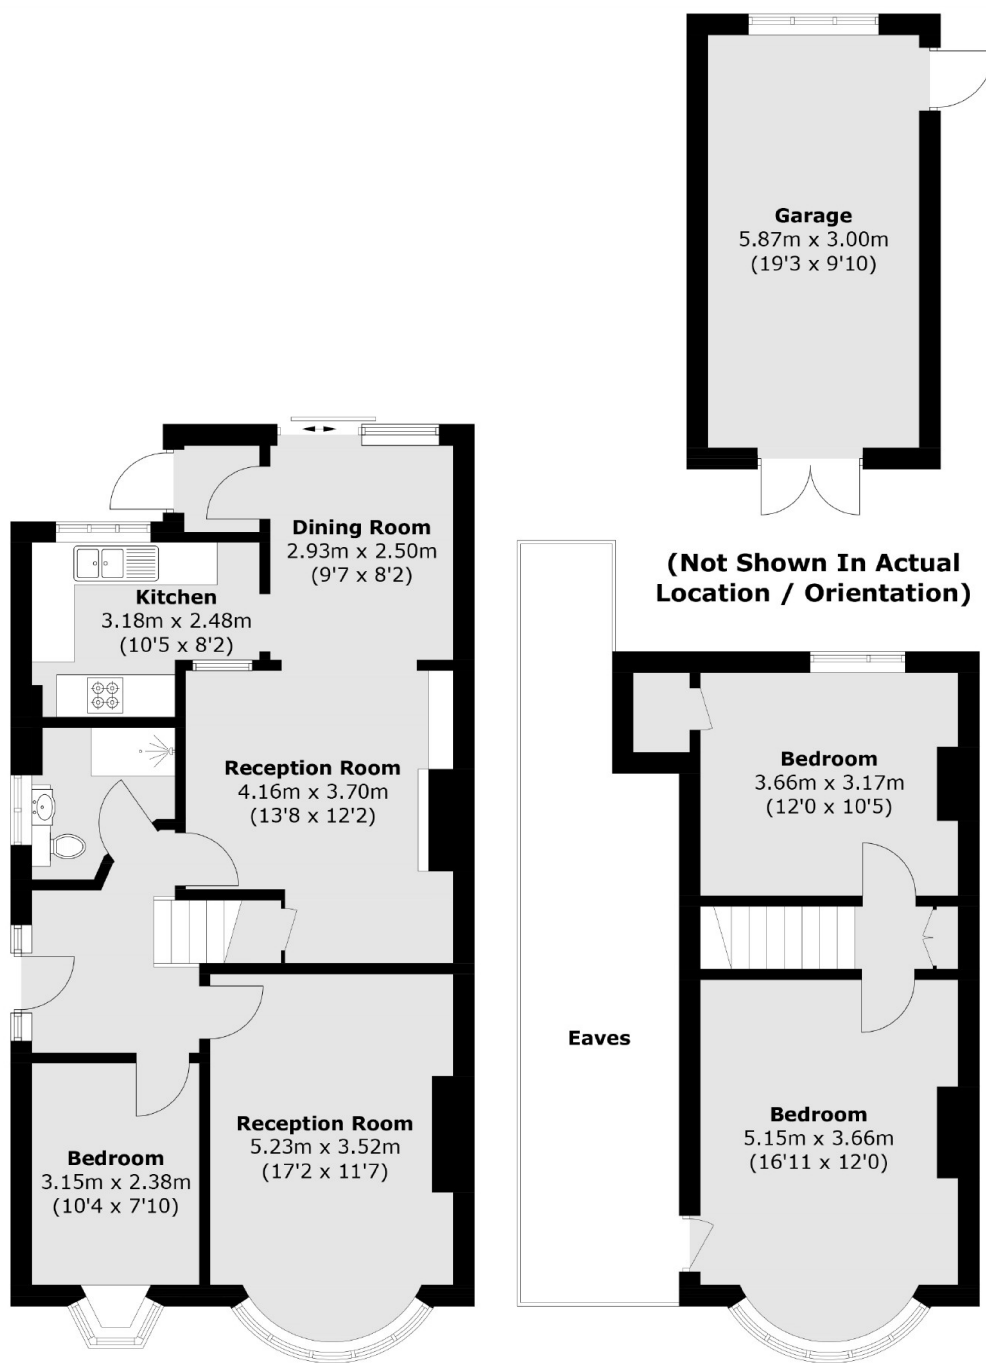 Garage
5.87m x 3.00m
(19'3 x 9'10)
(Not Shown In Actual
Location / Orientation)
Dining Room
2.93m x 2.50m
(9'7 x 8'2)
Kitchen
3.18m x 2.48m
(10'5 x 8'2)
Reception Room
4.16m x 3.70m
(13'8 x 12'2)
Reception Room
5.23m x 3.52m
(17'2 x 11'7)
Bedroom
3.15m x 2.38m
(10'4 x 7'10)
Bedroom
3.66m x 3.17m
(12'0 x 10'5)
Eaves
Bedroom
5.15m x 3.66m
(16'11 x 12'0)